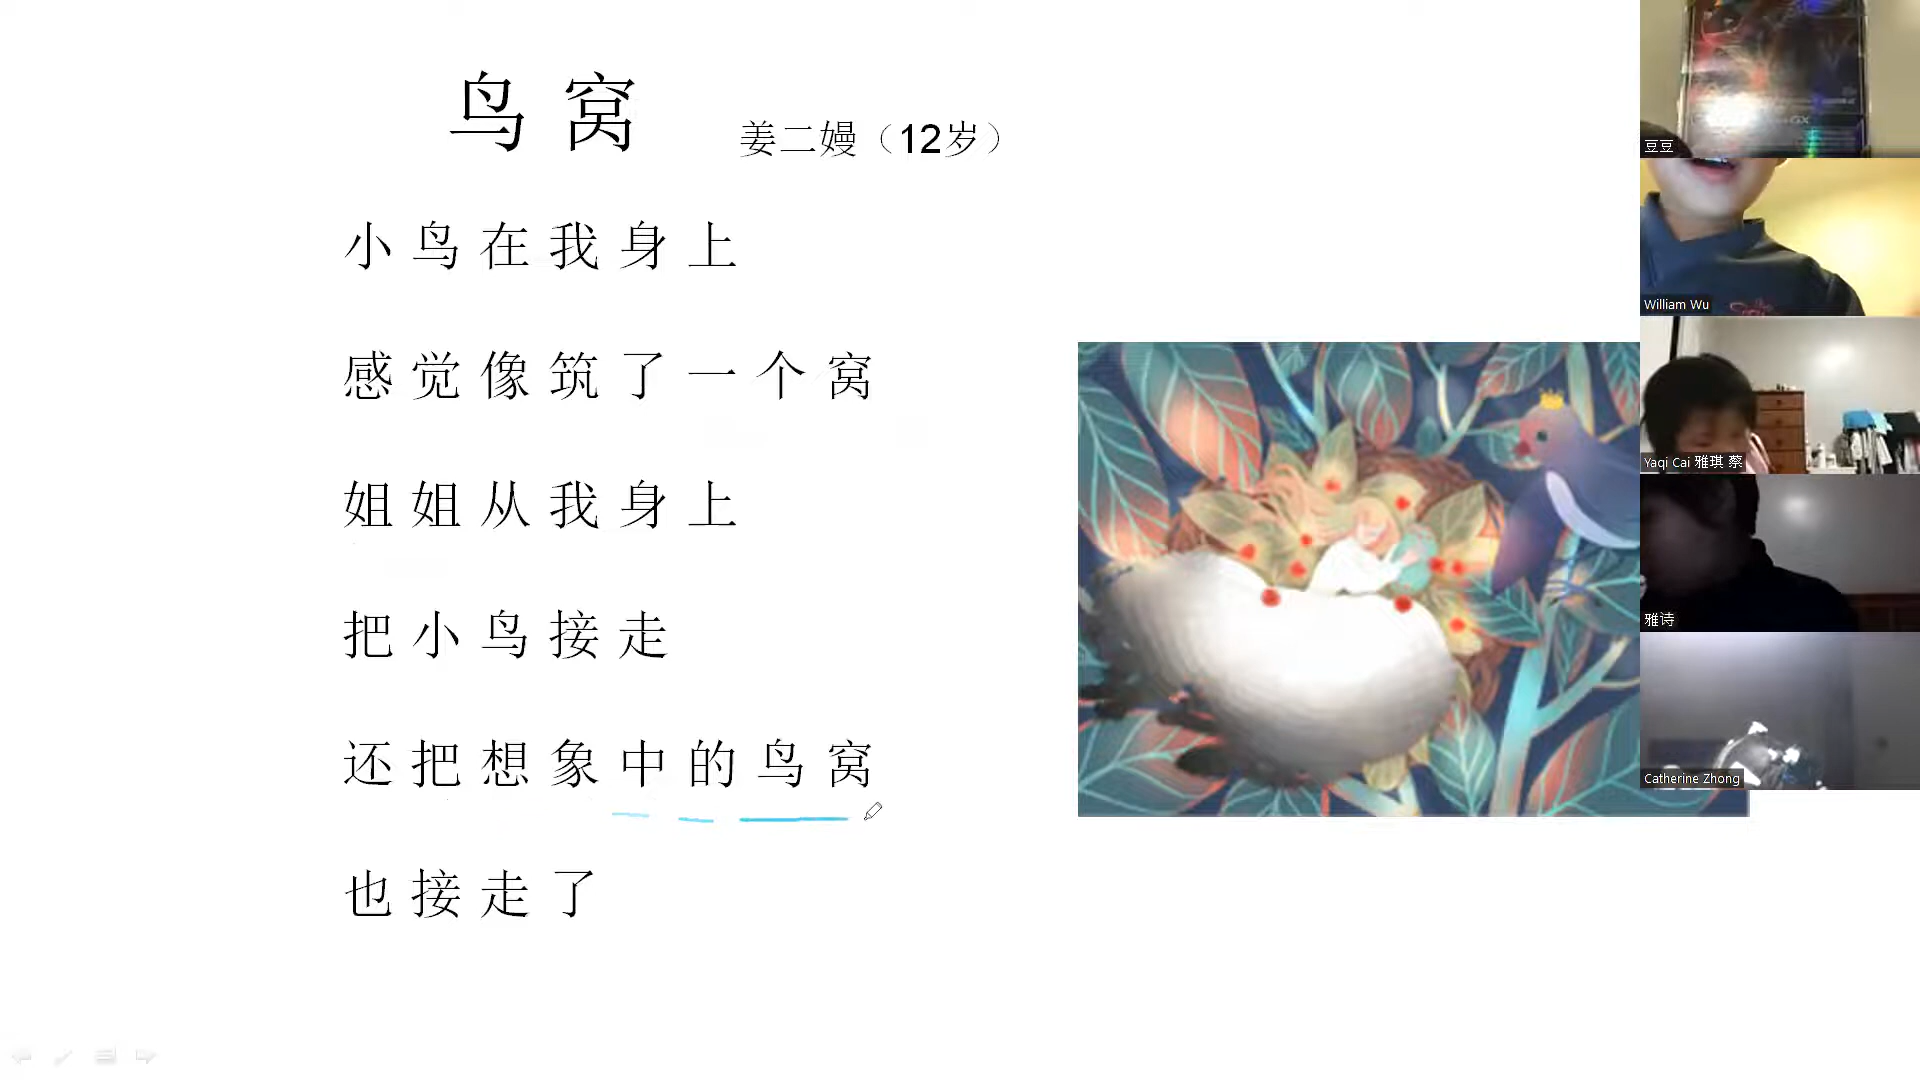 鸟窝
姜二嫚（12岁）
小鸟在我身上
感觉像筑了一个窝
姐姐从我身上
把小鸟接走
还把想象中的鸟窝
也接走了
豆豆
William Wu
Yaqi Cai 雅琪 蔡
雅诗
Catherine Zhong